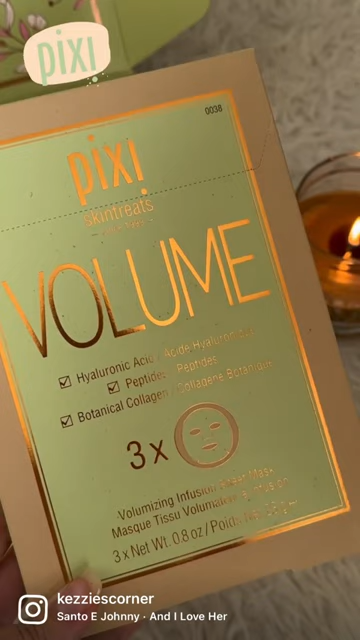 pixi
0038
pixi
skintreats
VOLUME
☑ Hyaluronic Acid / Acide Hyaluronique
☑ Peptides / Peptides
☑ Botanical Collagen / Collagène Botanique
3x
Volumizing Infusion Sheet Mask
Masque Tissu Volumateur
3 x Net Wt. 0.8 oz / Poids Net
kezziescorner
Santo E Johnny · And I Love Her